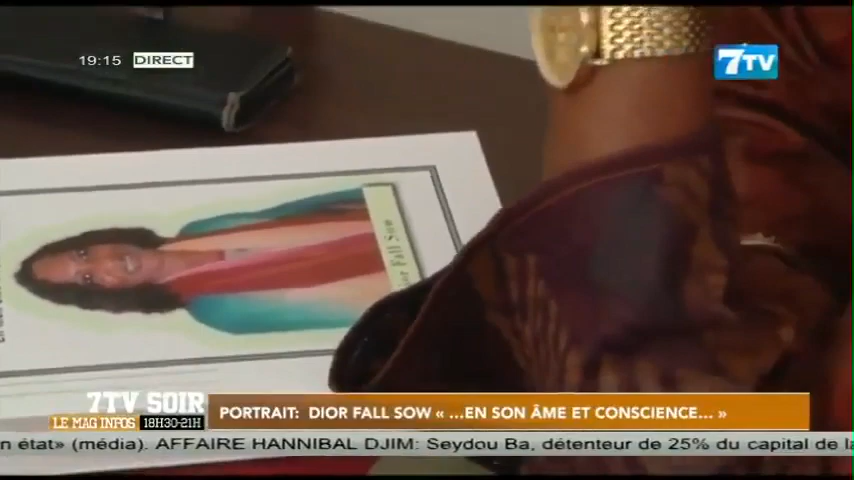 19:15 DIRECT
7TV
ior Fall Sow
7TV SOIR
LE MAG INFOS 18H30-21H
PORTRAIT: DIOR FALL SOW « ...EN SON ÂME ET CONSCIENCE... »
n état» (média). AFFAIRE HANNIBAL DJIM: Seydou Ba, détenteur de 25% du capital de la